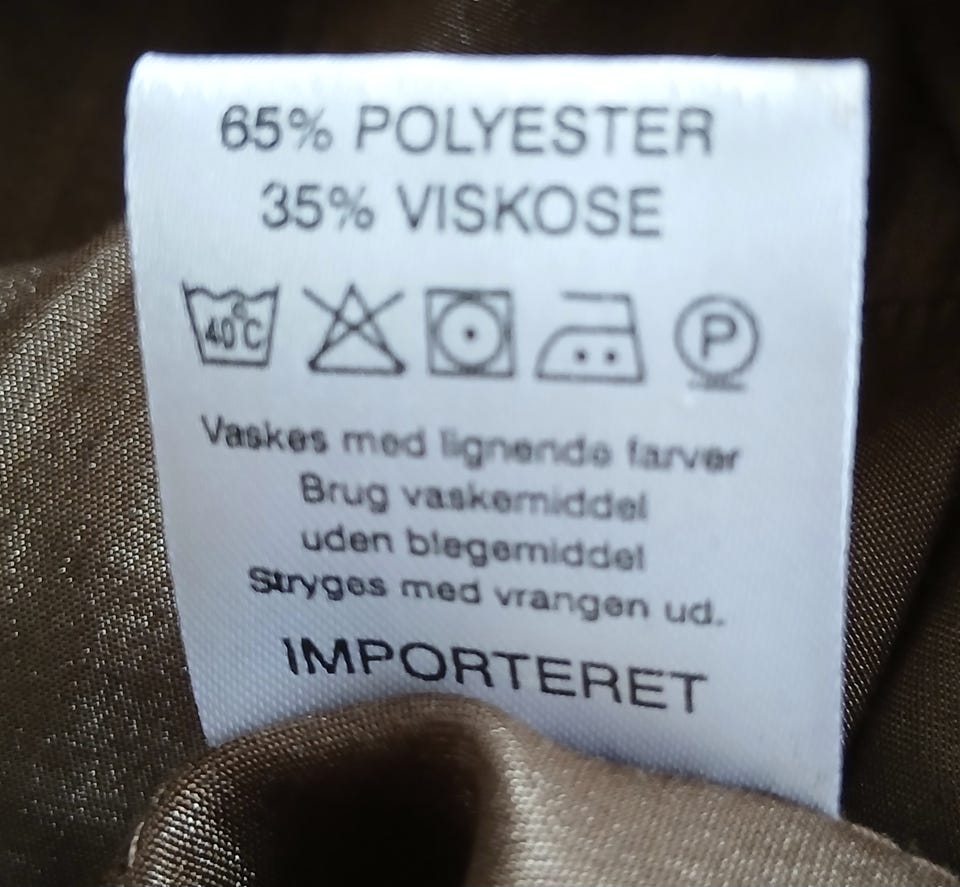 65% POLYESTER
35% VISKOSE
40°C P
Vaskes med lignende farver
Brug vaskemiddel
uden blegemiddel
Stryges med vrangen ud.
IMPORTERET